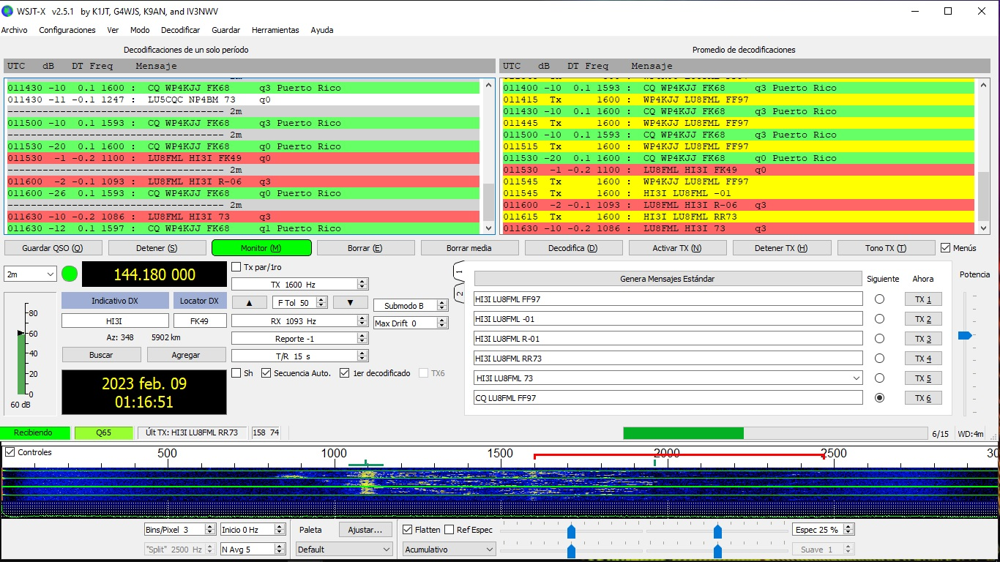 WSJT-X v2.5.1 by K1JT, G4WJS, K9AN, and IV3NWV
Archivo Configuraciones Ver Modo Decodificar Guardar Herramientas Ayuda
Decodificaciones de un solo período
UTC dB DT Freq Mensaje
2m
011430 -10 0.1 1600 : CQ WP4KJJ FK68 q3 Puerto Rico
011430 -11 -0.1 1247 : LU5CQC NP4BM 73 q0
-------------------------------- 2m
011500 -10 0.1 1593 : CQ WP4KJJ FK68 q3 Puerto Rico
-------------------------------- 2m
011530 -20 0.1 1593 : CQ WP4KJJ FK68 q0 Puerto Rico
011530 -1 -0.2 1100 : LU8FML HI3I FK49 q0
-------------------------------- 2m
011600 -2 -0.1 1093 : LU8FML HI3I R-06 q3
011600 -26 0.1 1593 : CQ WP4KJJ FK68 q0 Puerto Rico
-------------------------------- 2m
011630 -10 -0.2 1086 : LU8FML HI3I 73 q3
011630 -12 0.1 1597 : CQ WP4KJJ FK68 q1 Puerto Rico
Promedio de decodificaciones
UTC dB DT Freq Mensaje
011400 -10 0.1 1593 : CQ WP4KJJ FK68 q3 Puerto Rico
011415 Tx 1600 : WP4KJJ LU8FML FF97
011430 -10 0.1 1600 : CQ WP4KJJ FK68 q3 Puerto Rico
011445 Tx 1600 : WP4KJJ LU8FML FF97
011500 -10 0.1 1593 : CQ WP4KJJ FK68 q3 Puerto Rico
011515 Tx 1600 : WP4KJJ LU8FML FF97
011530 -20 0.1 1593 : CQ WP4KJJ FK68 q0 Puerto Rico
011530 -1 -0.2 1100 : LU8FML HI3I FK49 q0
011545 Tx 1600 : WP4KJJ LU8FML FF97
011545 Tx 1600 : HI3I LU8FML -01
011600 -2 -0.1 1093 : LU8FML HI3I R-06 q3
011615 Tx 1600 : HI3I LU8FML RR73
011630 -10 -0.2 1086 : LU8FML HI3I 73 q3
Guardar QSO (Q) Detener (S) Monitor (M) Borrar (E) Borrar media Decodifica (D) Activar TX (N) Detener TX (H) Tono TX (T) Menús
2m 144.180 000
Indicativo DX Locator DX
HI3I FK49
Az: 348 5902 km
Buscar Agregar
2023 feb. 09
01:16:51
80
60
40
20
0
60 dB
Tx par/1ro
TX 1600 Hz
▲ F Tol 50 ▼
RX 1093 Hz
Reporte -1
T/R 15 s
Submodo B
Max Drift 0
Sh Secuencia Auto. 1er decodificado TX6
1
2
Genera Mensajes Estándar Siguiente Ahora
HI3I LU8FML FF97 TX 1
HI3I LU8FML -01 TX 2
HI3I LU8FML R-01 TX 3
HI3I LU8FML RR73 TX 4
HI3I LU8FML 73 TX 5
CQ LU8FML FF97 TX 6
Potencia
Recibiendo Q65 Últ TX: HI3I LU8FML RR73 158 74 6/15 WD:4m
Controles 500 1000 1500 2000 2500 30
Bins/Pixel 3 Inicio 0 Hz Paleta Ajustar... Flatten Ref Espec Espec 25 %
"Split" 2500 Hz N Avg 5 Default Acumulativo Suave 1